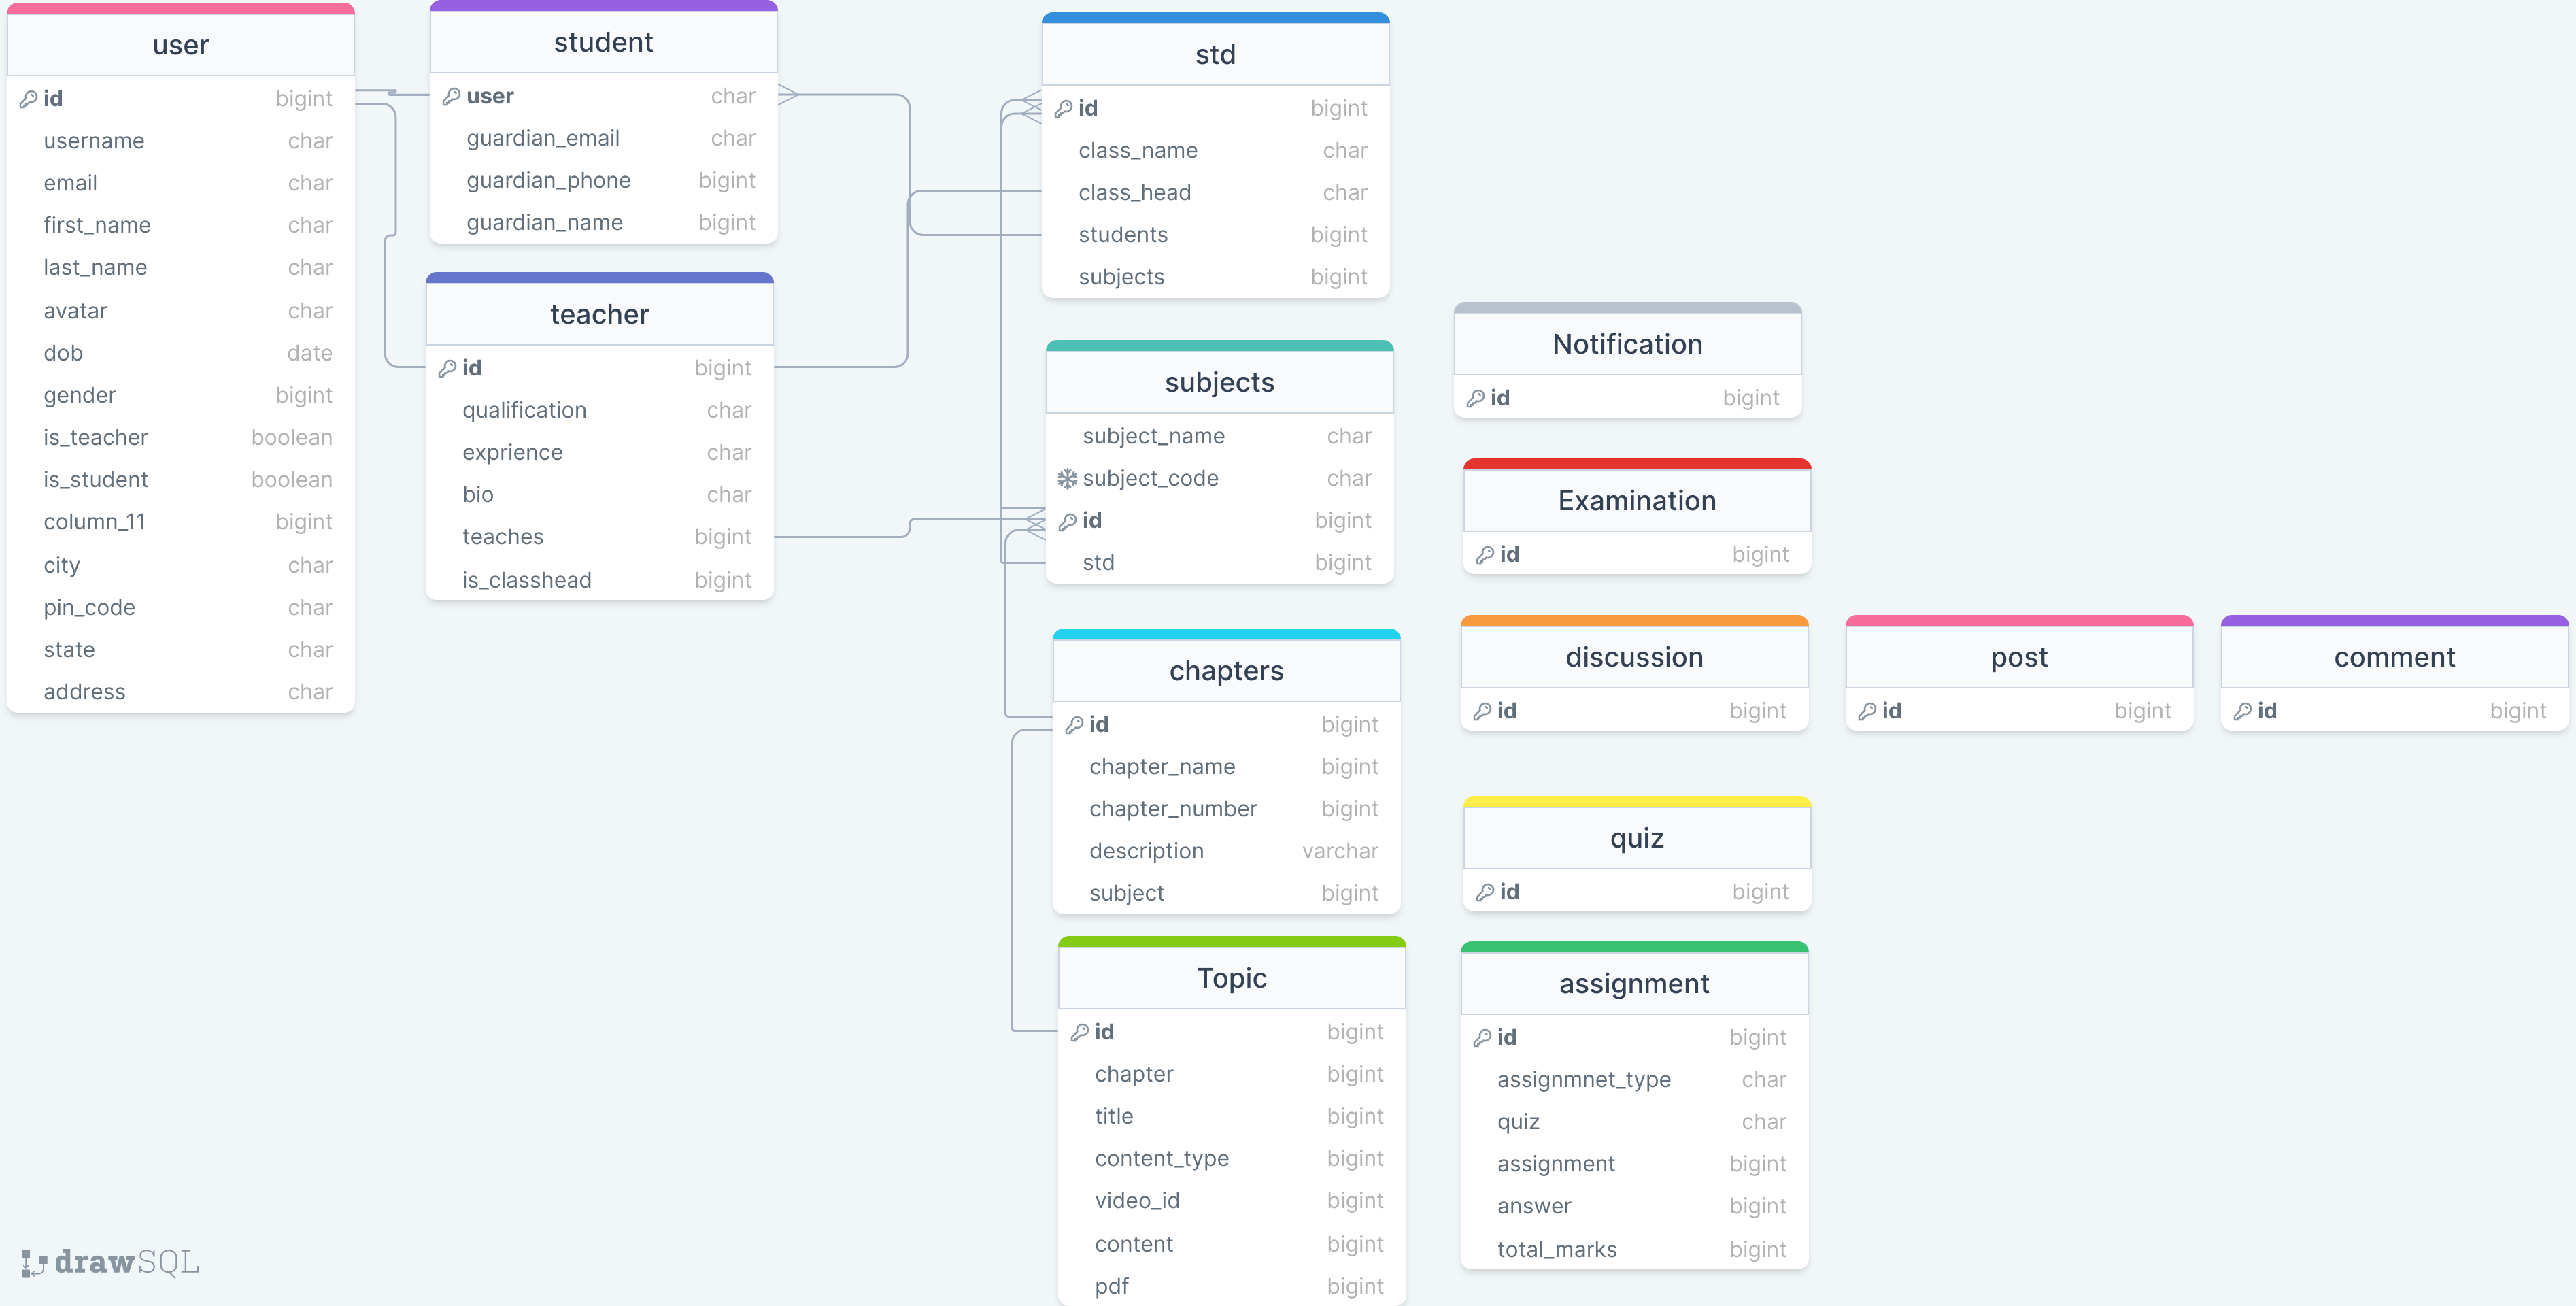 user
id bigint
username char
email char
first_name char
last_name char
avatar char
dob date
gender bigint
is_teacher boolean
is_student boolean
column_11 bigint
city char
pin_code char
state char
address char
student
user char
guardian_email char
guardian_phone bigint
guardian_name bigint
teacher
id bigint
qualification char
exprience char
bio char
teaches bigint
is_classhead bigint
std
id bigint
class_name char
class_head char
students bigint
subjects bigint
subjects
subject_name char
subject_code char
id bigint
std bigint
chapters
id bigint
chapter_name bigint
chapter_number bigint
description varchar
subject bigint
Topic
id bigint
chapter bigint
title bigint
content_type bigint
video_id bigint
content bigint
pdf bigint
Notification
id bigint
Examination
id bigint
discussion
id bigint
post
id bigint
comment
id bigint
quiz
id bigint
assignment
id bigint
assignmnet_type char
quiz char
assignment bigint
answer bigint
total_marks bigint
drawSQL